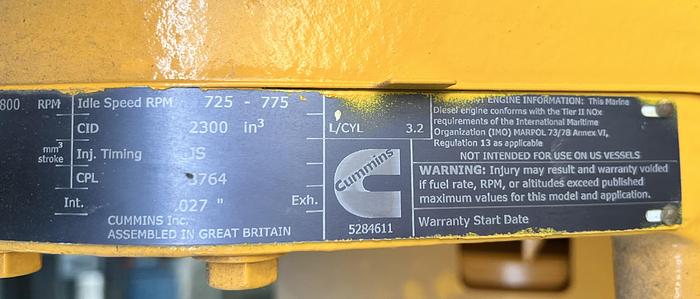 800 RPM
Idle Speed RPM 725 - 775
CID 2300 in³
mm³ stroke
Inj. Timing JS
CPL 3764
Int. .027 " Exh.
CUMMINS Inc.
ASSEMBLED IN GREAT BRITAIN
L/CYL 3.2
Cummins
5284611
ENGINE INFORMATION: This Marine
Diesel engine conforms with the Tier II NOx
requirements of the International Maritime
Organization (IMO) MARPOL 73/78 Annex VI,
Regulation 13 as applicable
NOT INTENDED FOR USE ON US VESSELS
WARNING: Injury may result and warranty voided
if fuel rate, RPM, or altitudes exceed published
maximum values for this model and application.
Warranty Start Date